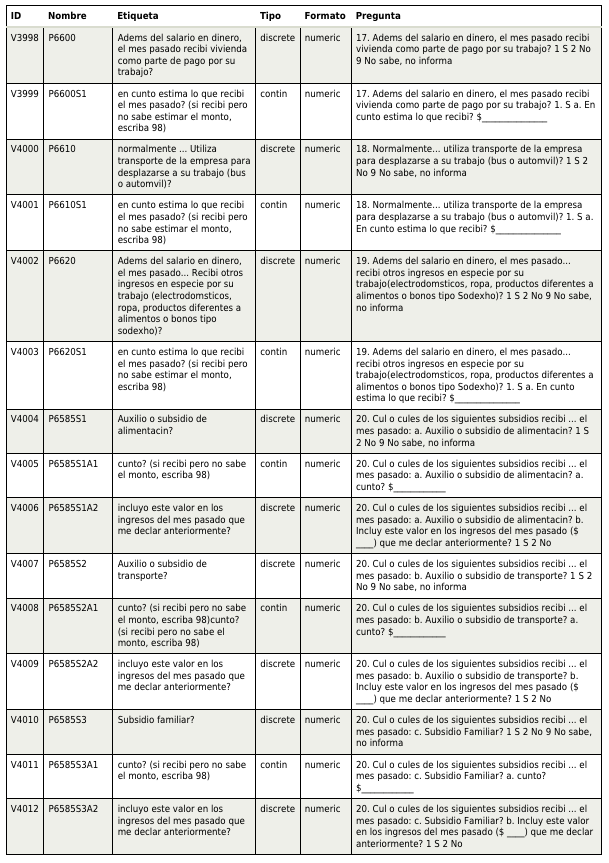 ID Nombre Etiqueta Tipo Formato Pregunta
V3998 P6600 Adems del salario en dinero, discrete numeric 17. Adems del salario en dinero, el mes pasado recibi
el mes pasado recibi vivienda vivienda como parte de pago por su trabajo? 1 S 2 No
como parte de pago por su 9 No sabe, no informa
trabajo?
V3999 P6600S1 en cunto estima lo que recibi contin numeric 17. Adems del salario en dinero, el mes pasado recibi
el mes pasado? (si recibi pero vivienda como parte de pago por su trabajo? 1. S a. En
no sabe estimar el monto, cunto estima lo que recibi? $_______________
escriba 98)
V4000 P6610 normalmente ... Utiliza discrete numeric 18. Normalmente... utiliza transporte de la empresa
transporte de la empresa para para desplazarse a su trabajo (bus o automvil)? 1 S 2
desplazarse a su trabajo (bus No 9 No sabe, no informa
o automvil)?
V4001 P6610S1 en cunto estima lo que recibi contin numeric 18. Normalmente... utiliza transporte de la empresa
el mes pasado? (si recibi pero para desplazarse a su trabajo (bus o automvil)? 1. S a.
no sabe estimar el monto, En cunto estima lo que recibi? $_______________
escriba 98)
V4002 P6620 Adems del salario en dinero, discrete numeric 19. Adems del salario en dinero, el mes pasado...
el mes pasado... Recibi otros recibi otros ingresos en especie por su
ingresos en especie por su trabajo(electrodomsticos, ropa, productos diferentes a
trabajo (electrodomsticos, alimentos o bonos tipo Sodexho)? 1 S 2 No 9 No sabe,
ropa, productos diferentes a no informa
alimentos o bonos tipo
sodexho)?
V4003 P6620S1 en cunto estima lo que recibi contin numeric 19. Adems del salario en dinero, el mes pasado...
el mes pasado? (si recibi pero recibi otros ingresos en especie por su
no sabe estimar el monto, trabajo(electrodomsticos, ropa, productos diferentes a
escriba 98) alimentos o bonos tipo Sodexho)? 1. S a. En cunto
estima lo que recibi? $_______________
V4004 P6585S1 Auxilio o subsidio de discrete numeric 20. Cul o cules de los siguientes subsidios recibi ... el
alimentacin? mes pasado: a. Auxilio o subsidio de alimentacin? 1 S
2 No 9 No sabe, no informa
V4005 P6585S1A1 cunto? (si recibi pero no sabe contin numeric 20. Cul o cules de los siguientes subsidios recibi ... el
el monto, escriba 98) mes pasado: a. Auxilio o subsidio de alimentacin? a.
cunto? $____________
V4006 P6585S1A2 incluyo este valor en los discrete numeric 20. Cul o cules de los siguientes subsidios recibi ... el
ingresos del mes pasado que mes pasado: a. Auxilio o subsidio de alimentacin? b.
me declar anteriormente? Incluy este valor en los ingresos del mes pasado ($
____) que me declar anteriormente? 1 S 2 No
V4007 P6585S2 Auxilio o subsidio de discrete numeric 20. Cul o cules de los siguientes subsidios recibi ... el
transporte? mes pasado: b. Auxilio o subsidio de transporte? 1 S 2
No 9 No sabe, no informa
V4008 P6585S2A1 cunto? (si recibi pero no sabe contin numeric 20. Cul o cules de los siguientes subsidios recibi ... el
el monto, escriba 98)cunto? mes pasado: b. Auxilio o subsidio de transporte? a.
(si recibi pero no sabe el cunto? $____________
monto, escriba 98)
V4009 P6585S2A2 incluyo este valor en los discrete numeric 20. Cul o cules de los siguientes subsidios recibi ... el
ingresos del mes pasado que mes pasado: b. Auxilio o subsidio de transporte? b.
me declar anteriormente? Incluy este valor en los ingresos del mes pasado ($
____) que me declar anteriormente? 1 S 2 No
V4010 P6585S3 Subsidio familiar? discrete numeric 20. Cul o cules de los siguientes subsidios recibi ... el
mes pasado: c. Subsidio Familiar? 1 S 2 No 9 No sabe,
no informa
V4011 P6585S3A1 cunto? (si recibi pero no sabe contin numeric 20. Cul o cules de los siguientes subsidios recibi ... el
el monto, escriba 98) mes pasado: c. Subsidio Familiar? a. cunto?
$____________
V4012 P6585S3A2 incluyo este valor en los discrete numeric 20. Cul o cules de los siguientes subsidios recibi ... el
ingresos del mes pasado que mes pasado: c. Subsidio Familiar? b. Incluy este valor
me declar anteriormente? en los ingresos del mes pasado ($ ____) que me declar
anteriormente? 1 S 2 No